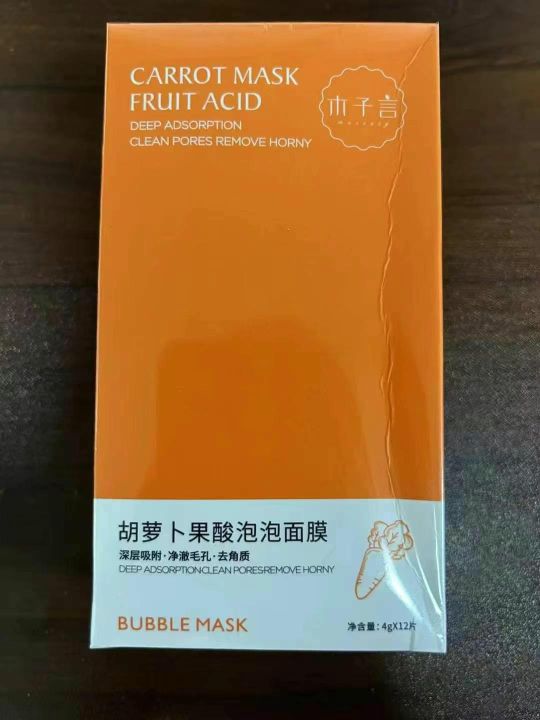 CARROT MASK
FRUIT ACID
DEEP ADSORPTION
CLEAN PORES REMOVE HORNY
木子言
胡萝卜果酸泡泡面膜
深层吸附·净澈毛孔·去角质
DEEP ADSORPTION·CLEAN PORES·REMOVE HORNY
BUBBLE MASK
净含量：4gX12片